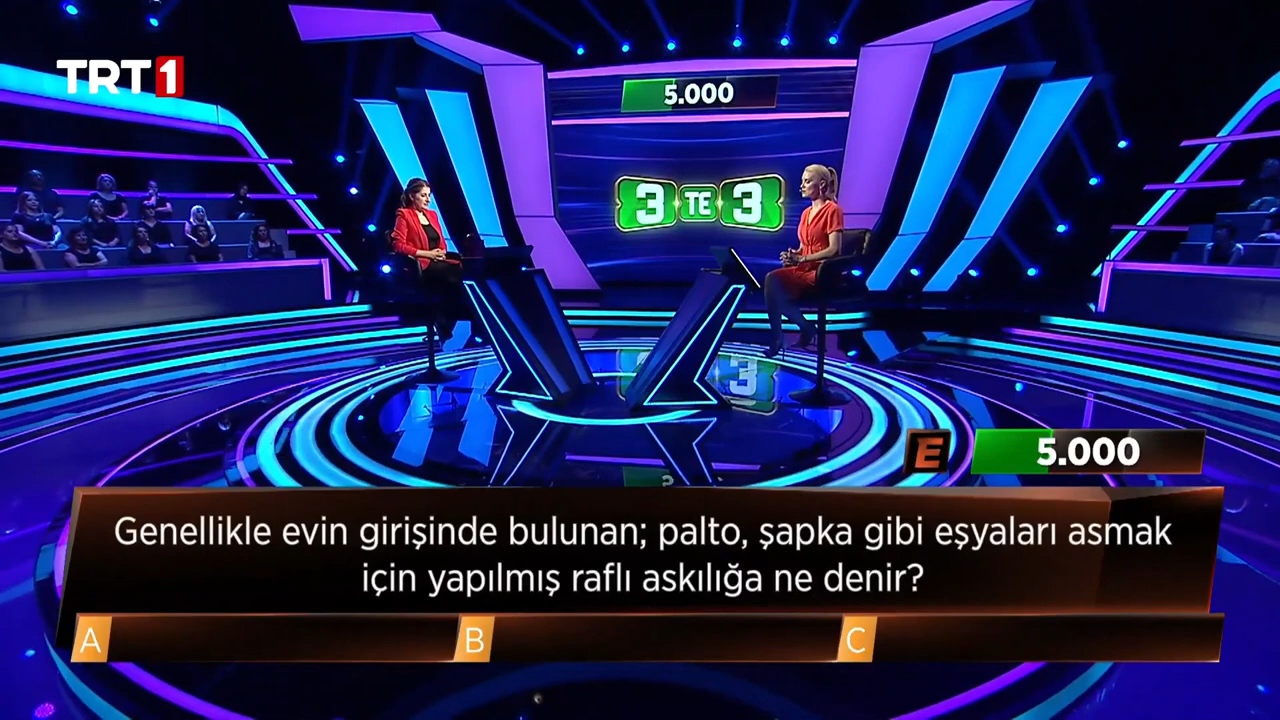 TRT1
5.000
3 TE 3
E
5.000
Genellikle evin girişinde bulunan; palto, şapka gibi eşyaları asmak
için yapılmış raflı askılığa ne denir?
A
B
C